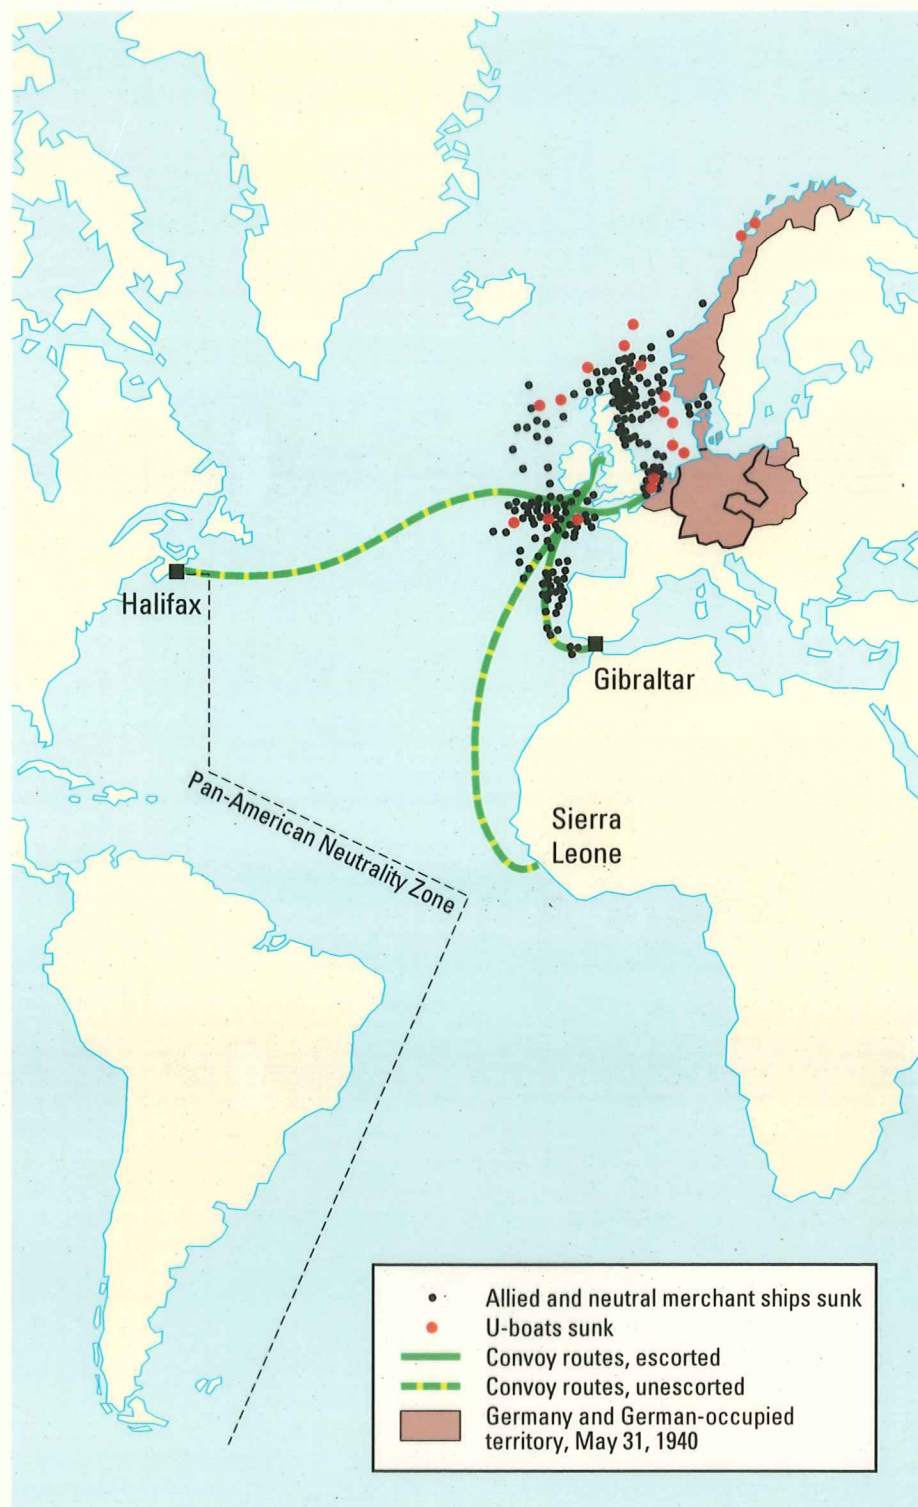 Halifax
Gibraltar
Pan-American Neutrality Zone
Sierra
Leone
Allied and neutral merchant ships sunk
U-boats sunk
Convoy routes, escorted
Convoy routes, unescorted
Germany and German-occupied
territory, May 31, 1940